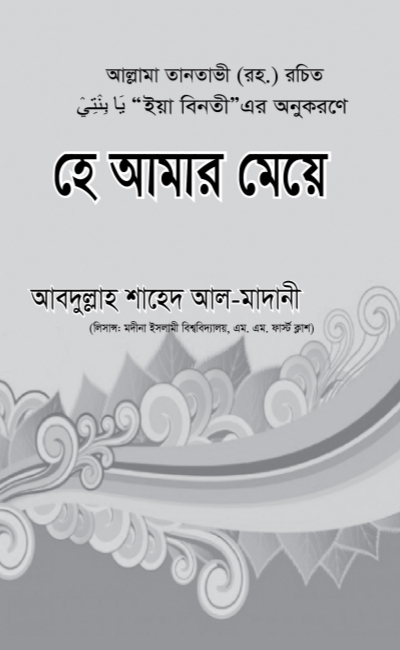 আল্লামা তানতাভী (রহ.) রচিত
يَا بِنْتِيْ “ইয়া বিনতী”এর অনুকরণে
হে আমার মেয়ে
আবদুল্লাহ শাহেদ আল-মাদানী
(লিসান্স: মদীনা ইসলামী বিশ্ববিদ্যালয়, এম. এম. ফার্স্ট ক্লাশ)